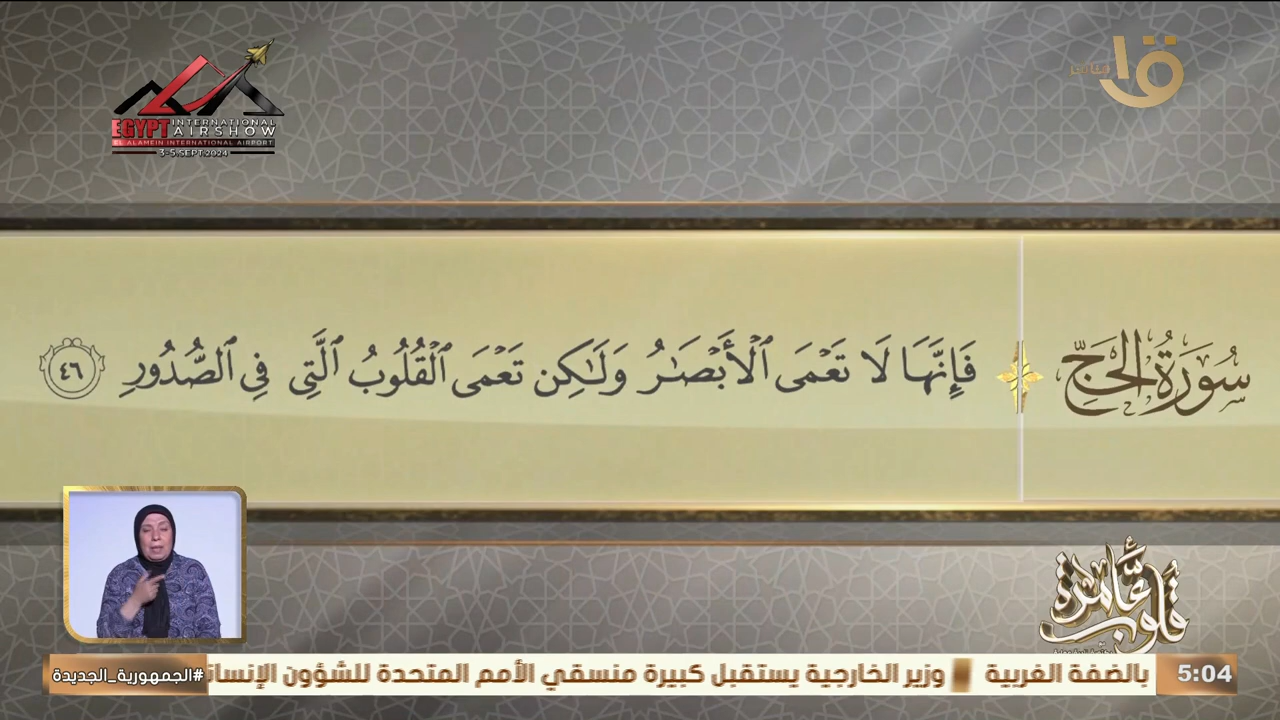 EGYPT INTERNATIONAL
AIRSHOW
EL ALAMEIN INTERNATIONAL AIRPORT
3-5 SEPT 2024
سُورَةُ الحَجّ
فَإِنَّهَا لَا تَعْمَى ٱلْأَبْصَٰرُ وَلَٰكِن تَعْمَى ٱلْقُلُوبُ ٱلَّتِى فِى ٱلصُّدُورِ ٤٦
قلوب عامرة
5:04
بالضفة الغربية وزير الخارجية يستقبل كبيرة منسقي الأمم المتحدة للشؤون الإنسان
#الجمهورية_الجديدة